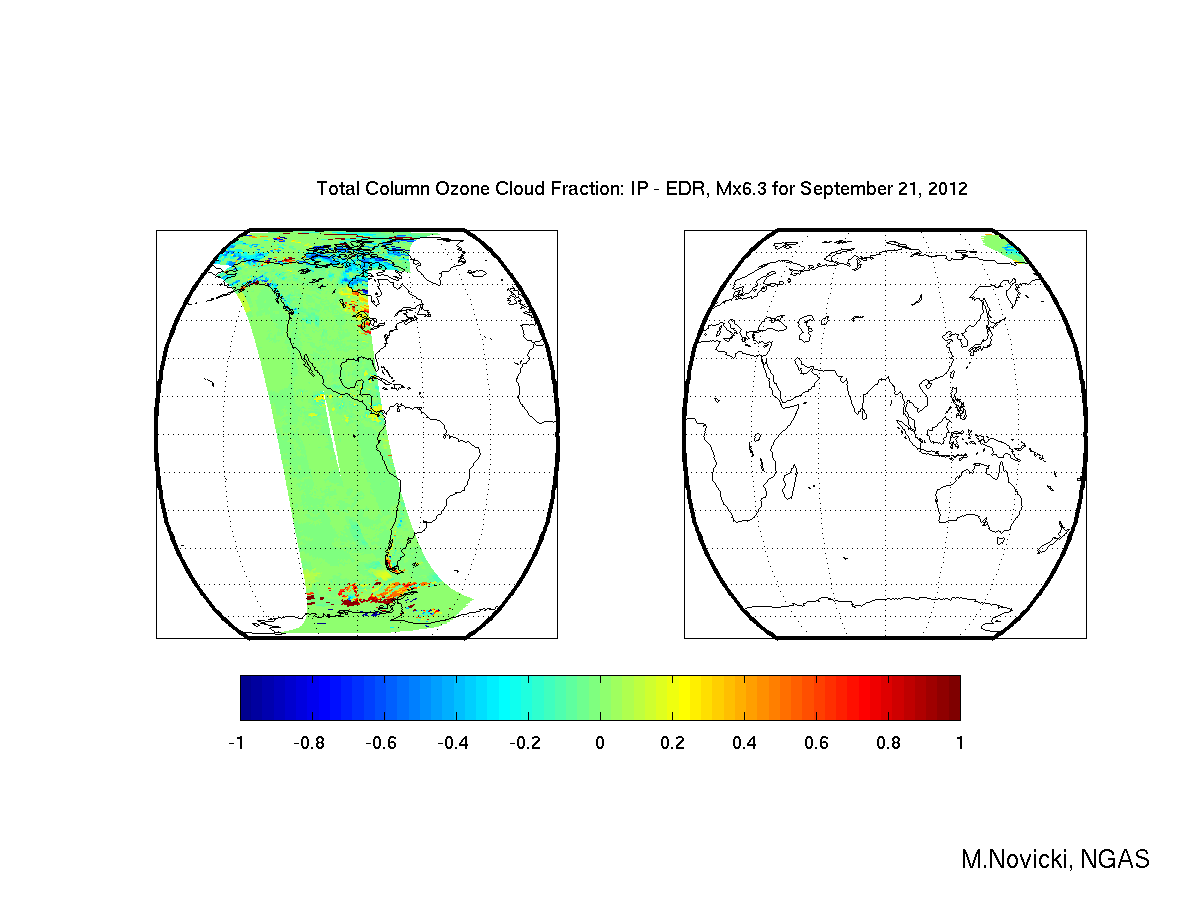 Total Column Ozone Cloud Fraction: IP - EDR, Mx6.3 for September 21, 2012
-1 -0.8 -0.6 -0.4 -0.2 0 0.2 0.4 0.6 0.8 1
M.Novicki, NGAS